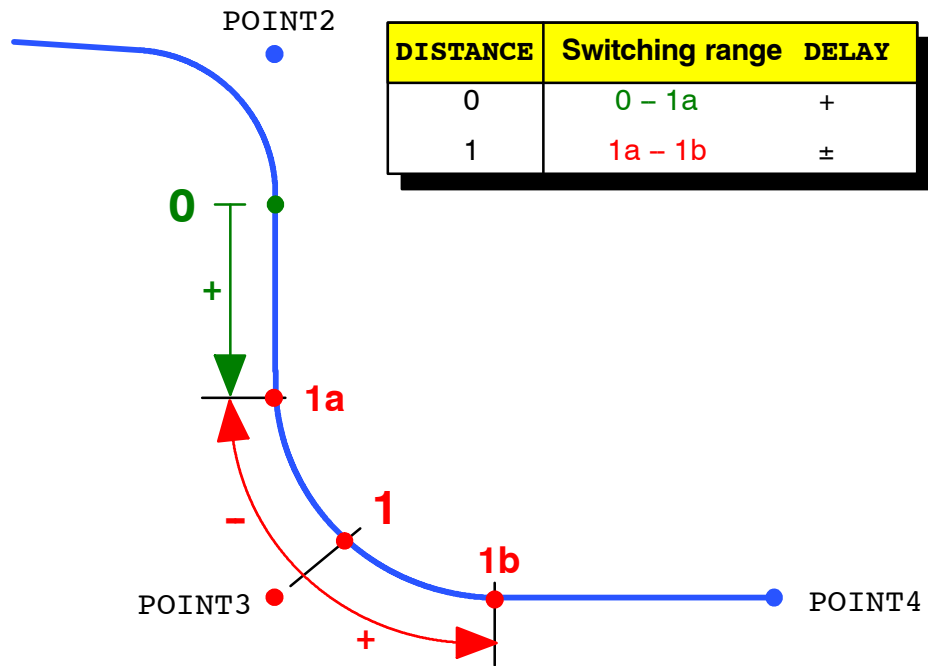 POINT2
DISTANCE Switching range DELAY
0 0 – 1a +
1 1a – 1b ±
0
+
1a
1
–
1b
POINT3
POINT4
+